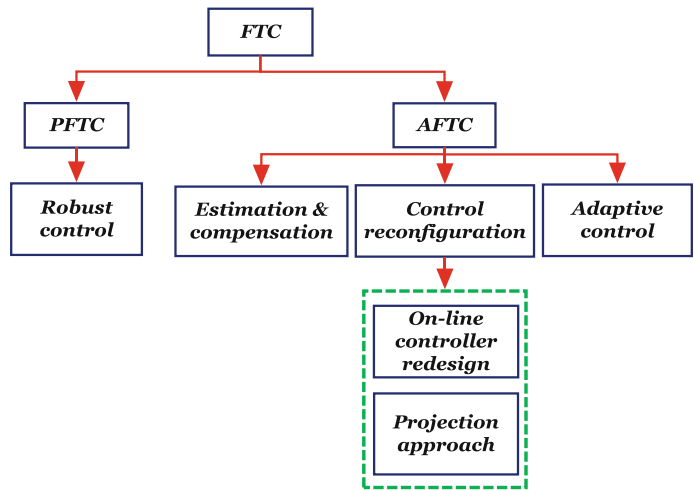 FTC
PFTC
AFTC
Robust
control
Estimation &
compensation
Control
reconfiguration
Adaptive
control
On-line
controller
redesign
Projection
approach